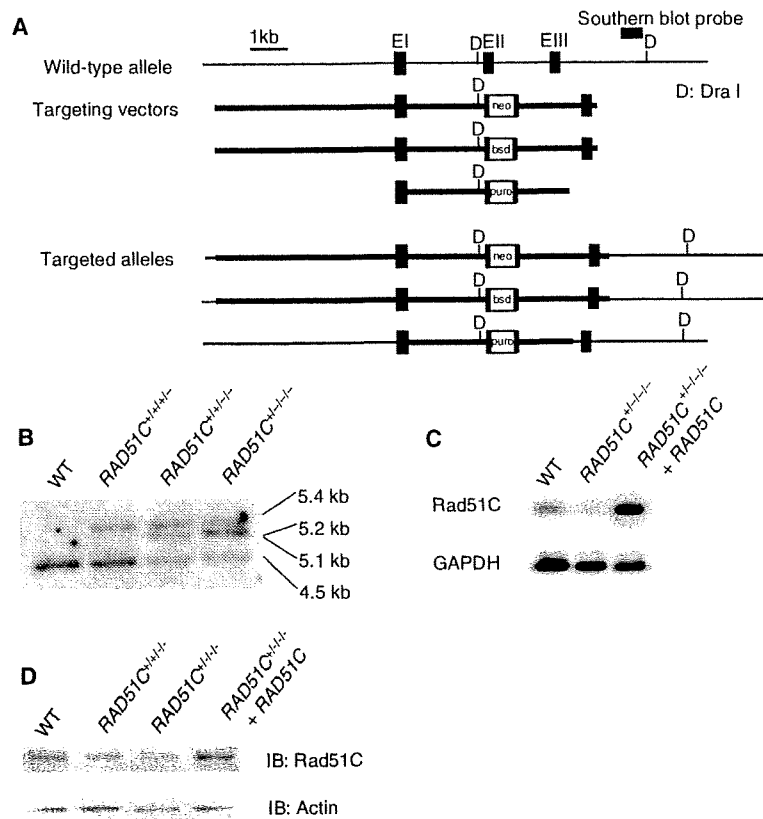 A
Southern blot probe
1kb
EI
D
EII
EIII
D
Wild-type allele
D: Dra I
Targeting vectors
D
neo
D
bsd
D
puro
Targeted alleles
D
neo
D
D
bsd
D
D
puro
D
B
WT
RAD51C+/+/+/–
RAD51C+/+/–/–
RAD51C+/–/–/–
5.4 kb
5.2 kb
5.1 kb
4.5 kb
C
WT
RAD51C+/–/–/–
RAD51C+/–/–/–
+ RAD51C
Rad51C
GAPDH
D
WT
RAD51C+/+/-/-
RAD51C+/-/-/-
RAD51C+/-/-/-
+ RAD51C
IB: Rad51C
IB: Actin